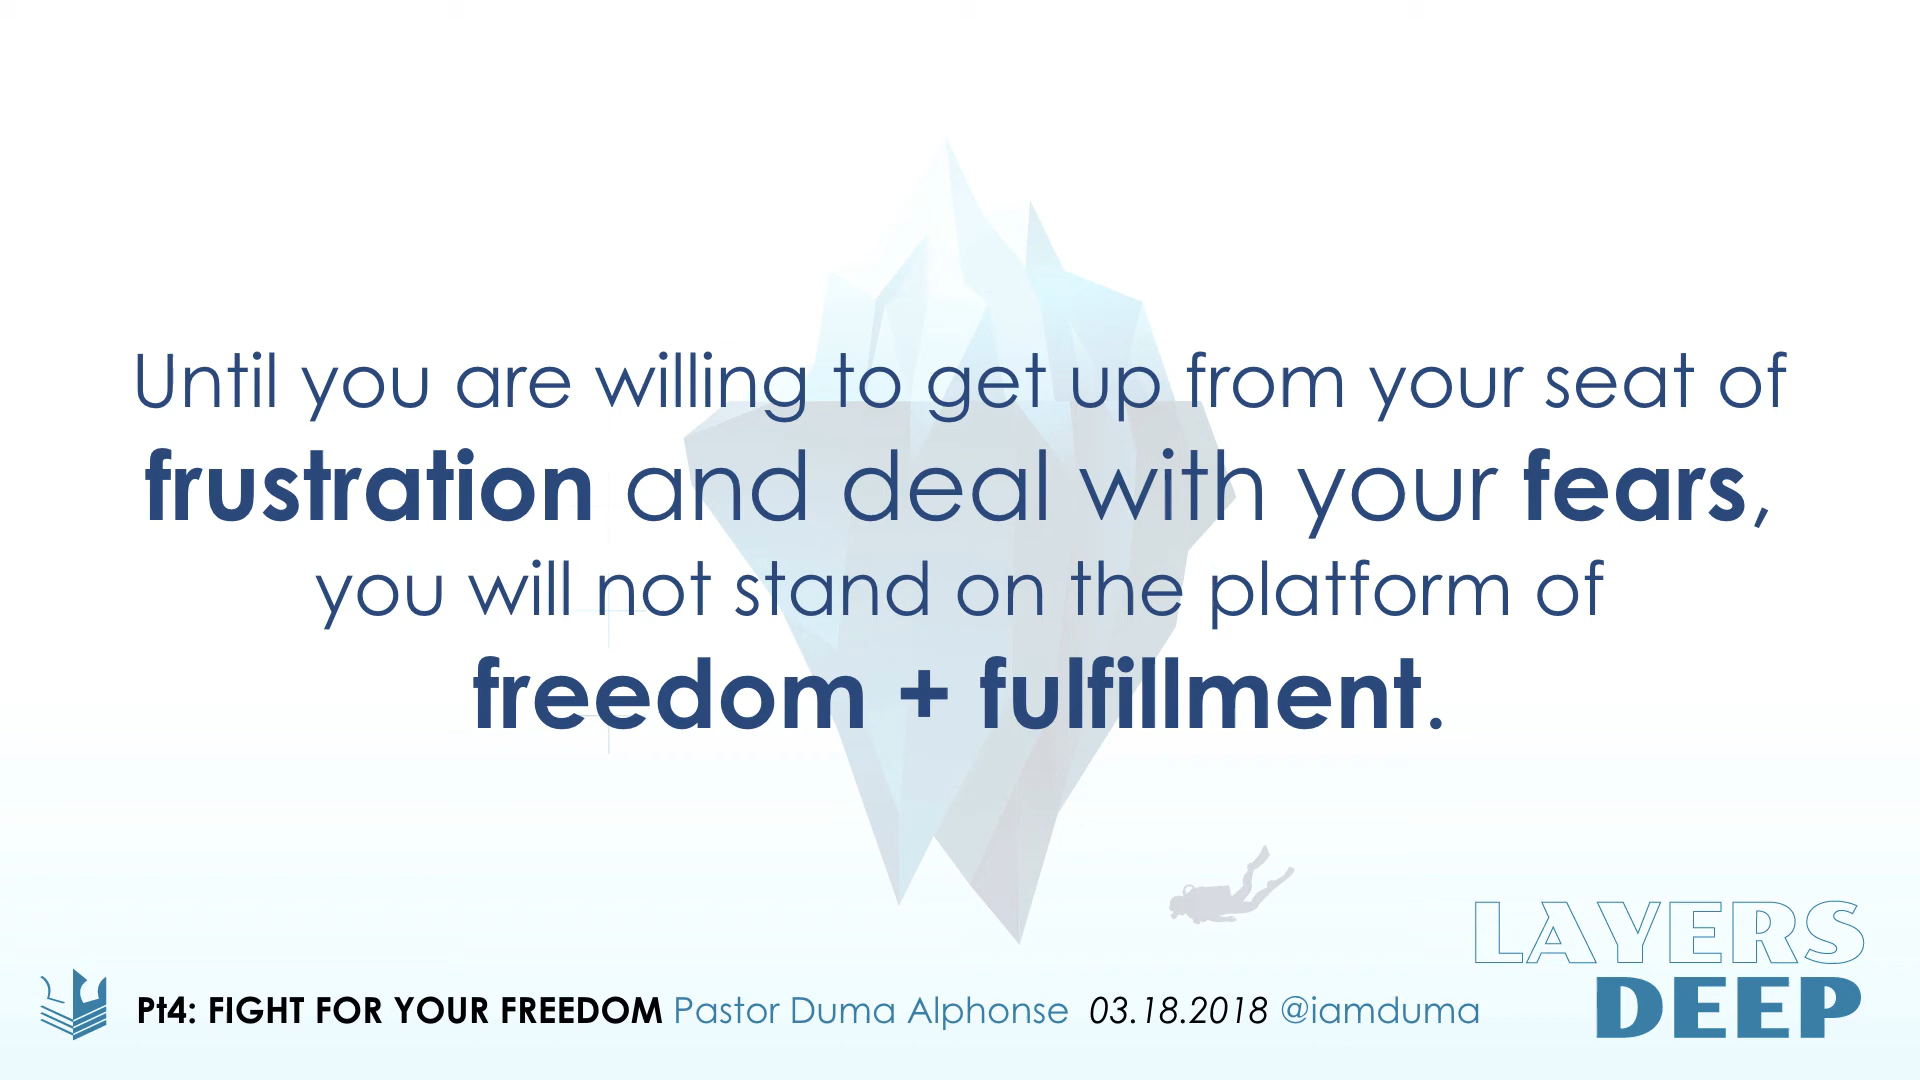 Until you are willing to get up from your seat of
frustration and deal with your fears,
you will not stand on the platform of
freedom + fulfillment.
LAYERS
DEEP
Pt4: FIGHT FOR YOUR FREEDOM Pastor Duma Alphonse 03.18.2018 @iamduma